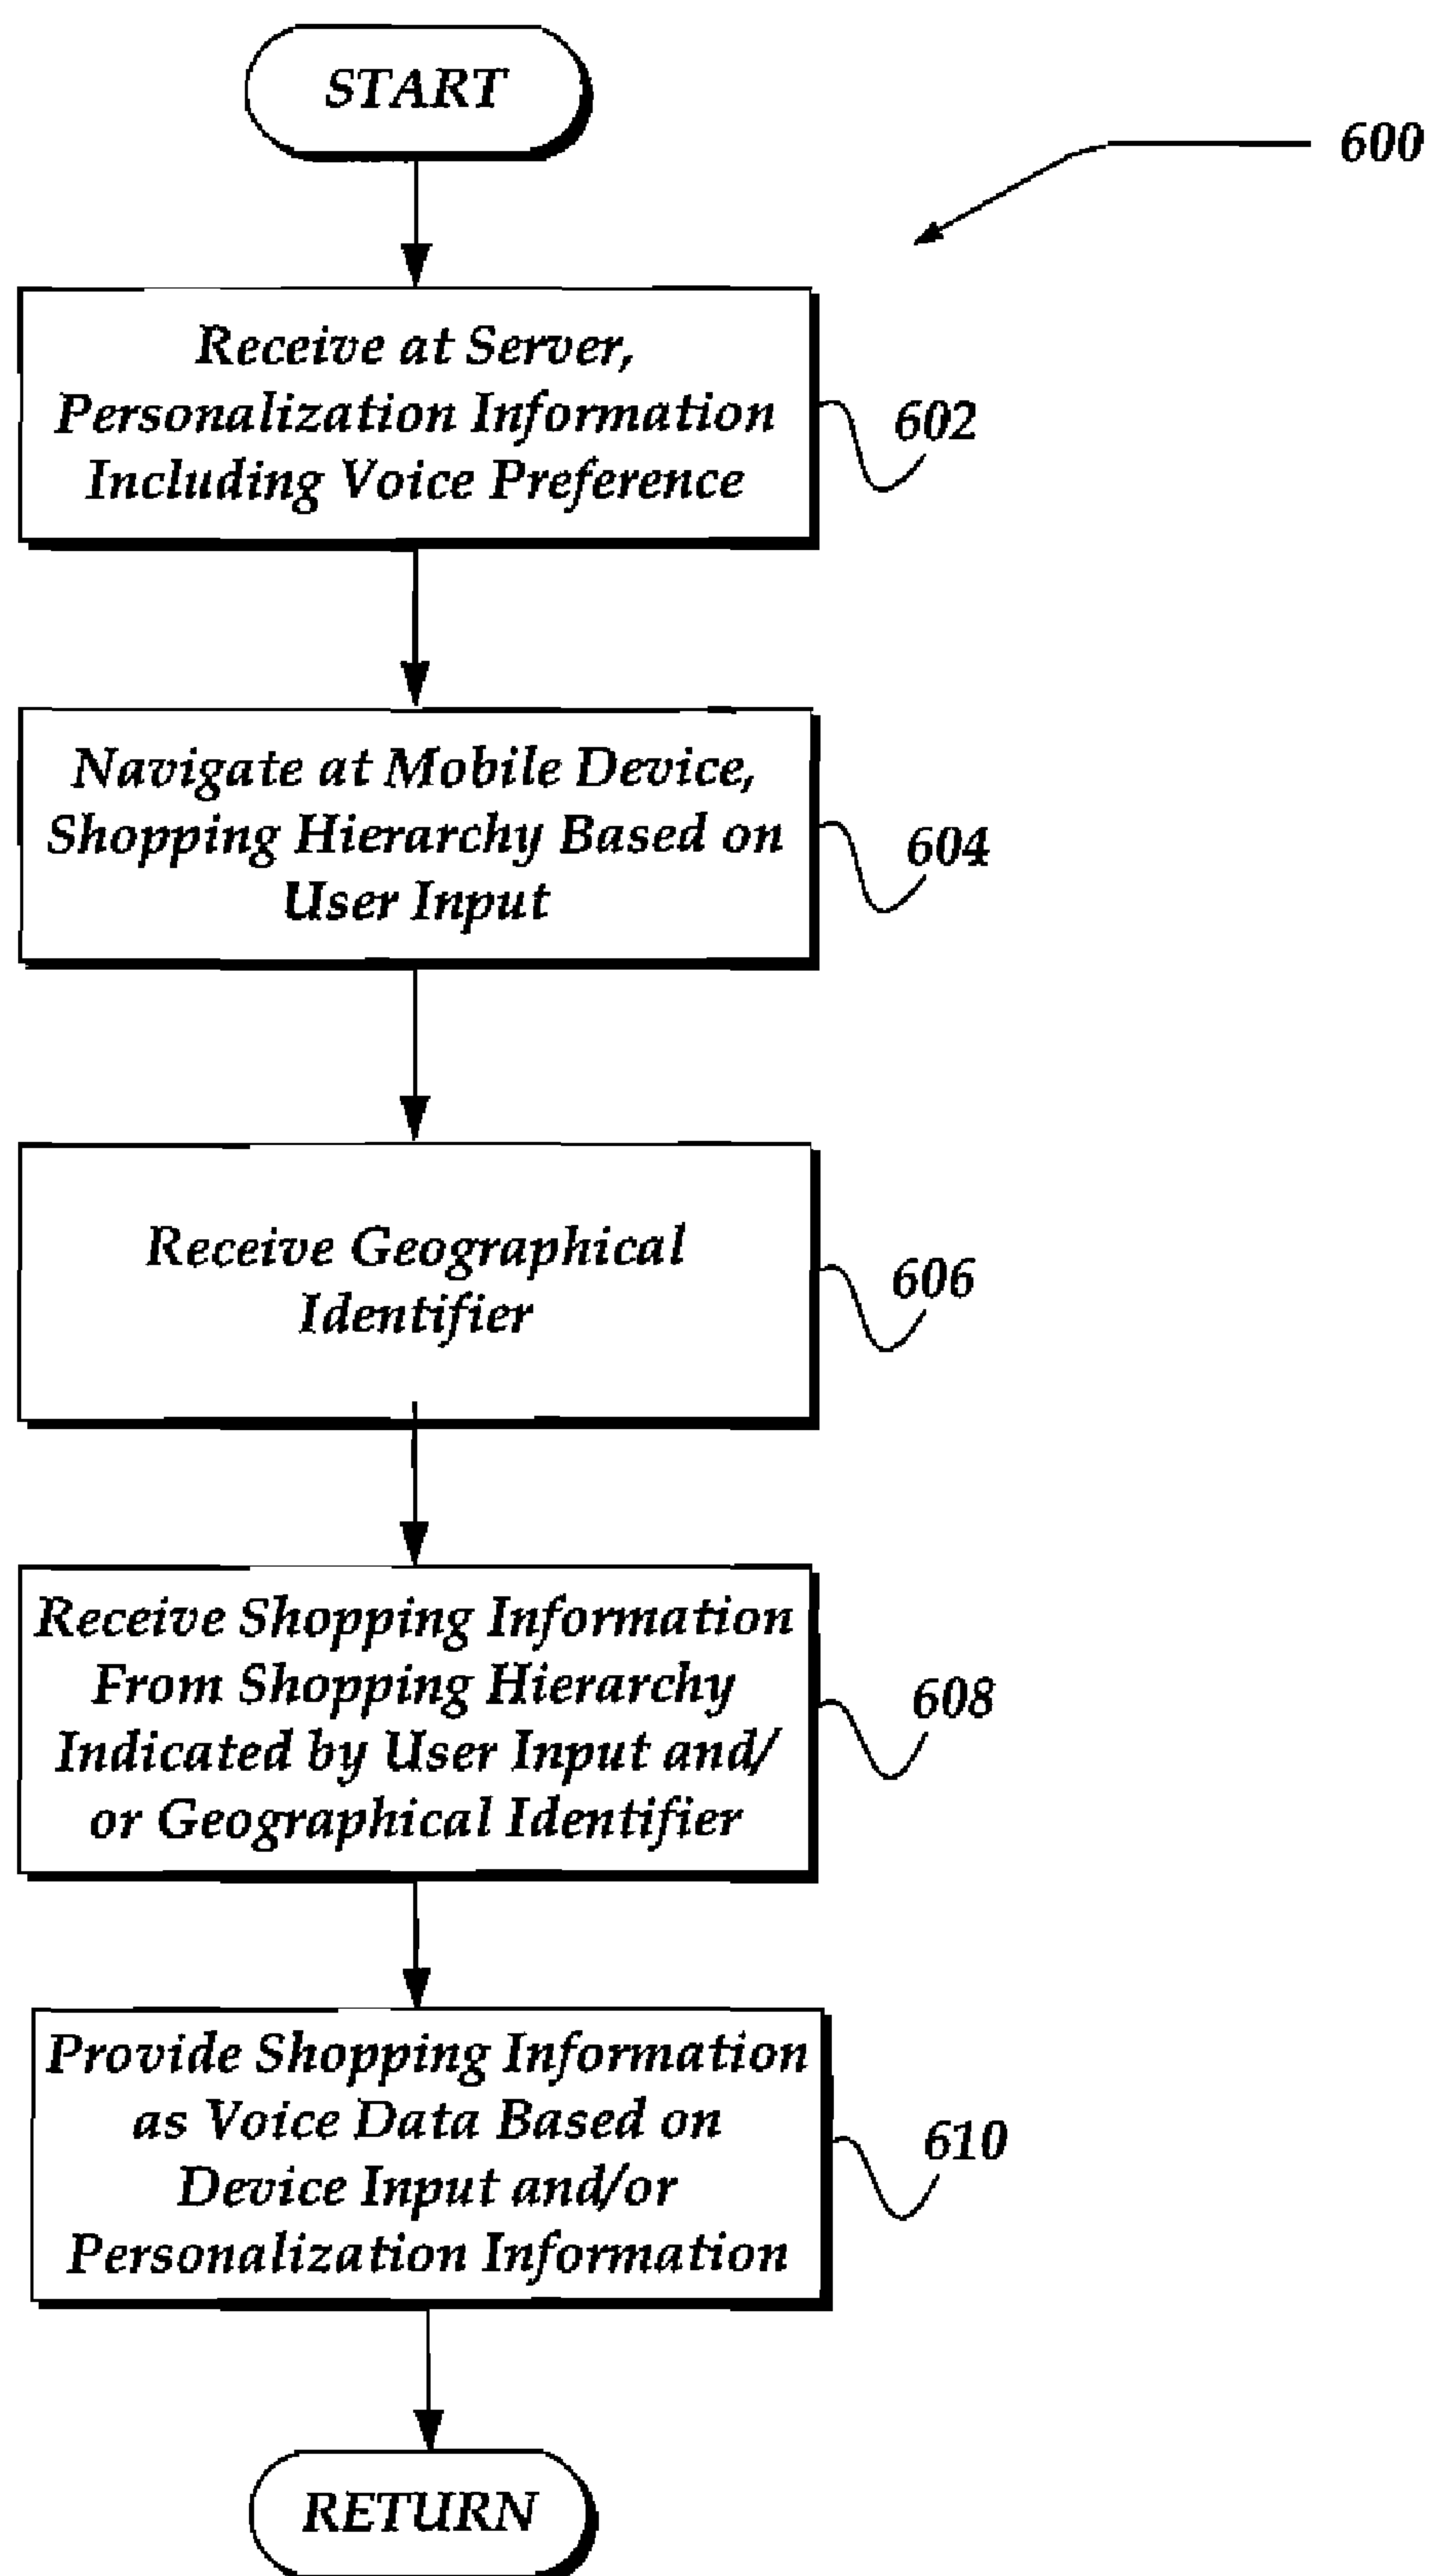 START
600
Receive at Server,
Personalization Information
Including Voice Preference
602
Navigate at Mobile Device,
Shopping Hierarchy Based on
User Input
604
Receive Geographical
Identifier
606
Receive Shopping Information
From Shopping Hierarchy
Indicated by User Input and/
or Geographical Identifier
608
Provide Shopping Information
as Voice Data Based on
Device Input and/or
Personalization Information
610
RETURN